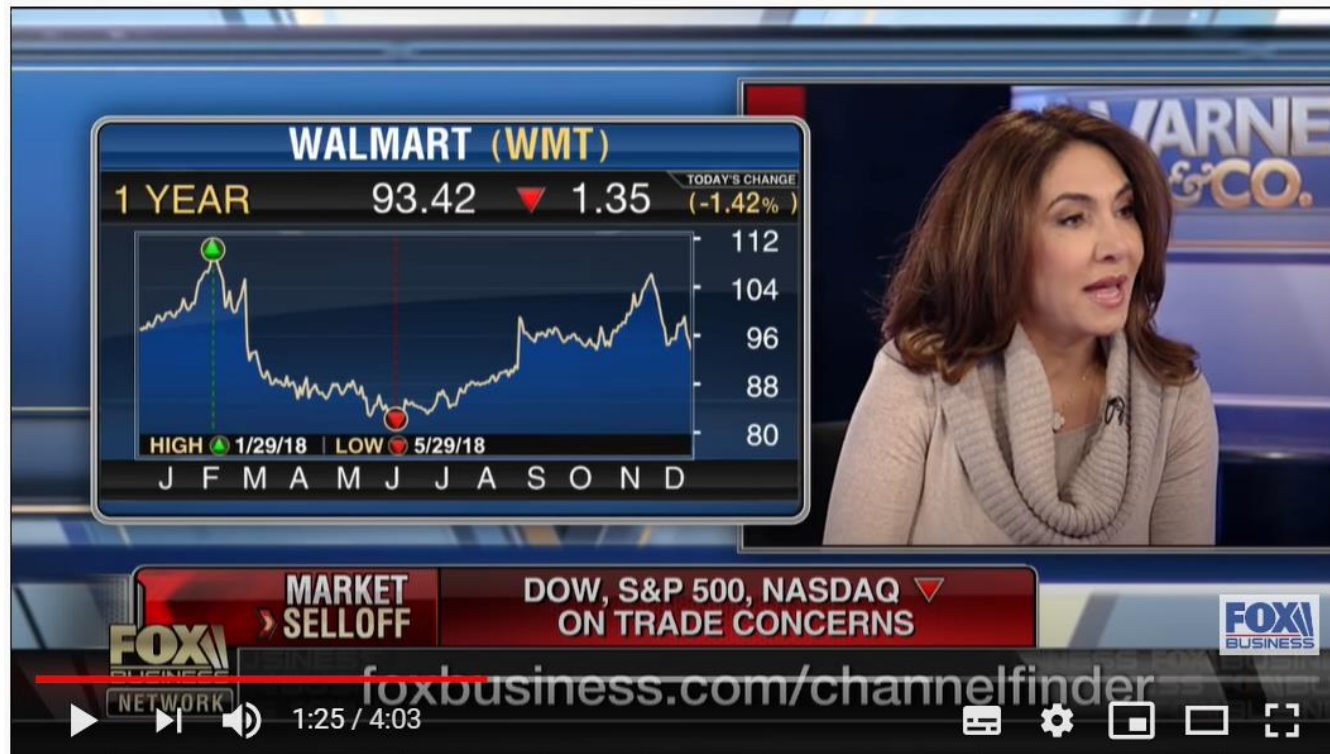 WALMART (WMT)
1 YEAR 93.42 ▼ 1.35 TODAY'S CHANGE (-1.42%)
112
104
96
88
80
HIGH 1/29/18 | LOW 5/29/18
J F M A M J J A S O N D
VARNE
&CO.
MARKET
SELLOFF
DOW, S&P 500, NASDAQ ▼
ON TRADE CONCERNS
FOX
BUSINESS
NETWORK
FOX
BUSINESS
foxbusiness.com/channelfinder
1:25 / 4:03